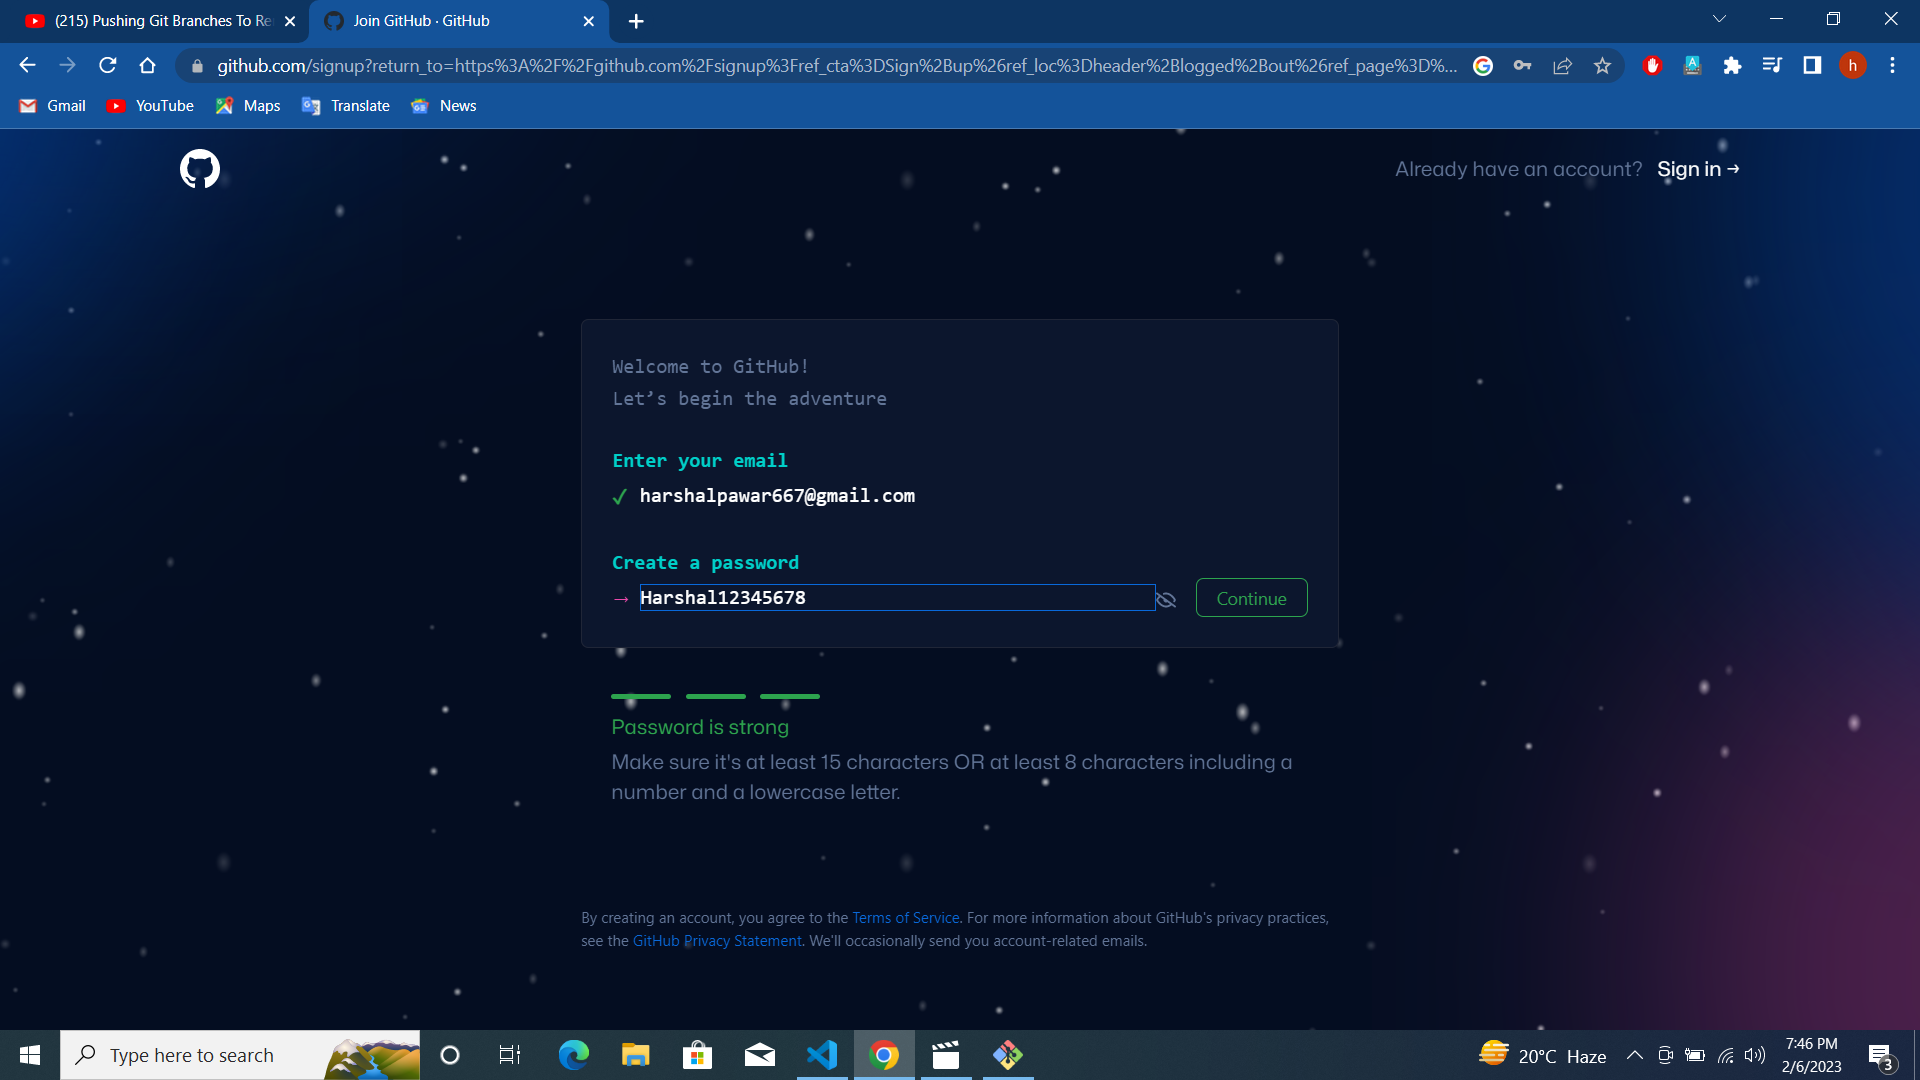 (215) Pushing Git Branches To Re
Join GitHub · GitHub
github.com/signup?return_to=https%3A%2F%2Fgithub.com%2Fsignup%3Fref_cta%3DSign%2Bup%26ref_loc%3Dheader%2Blogged%2Bout%26ref_page%3D%...
h
Gmail
YouTube
Maps
Translate
News
Already have an account? Sign in →
Welcome to GitHub!
Let’s begin the adventure
Enter your email
✓ harshalpawar667@gmail.com
Create a password
→ Harshal12345678
Continue
Password is strong
Make sure it's at least 15 characters OR at least 8 characters including a
number and a lowercase letter.
By creating an account, you agree to the Terms of Service. For more information about GitHub's privacy practices,
see the GitHub Privacy Statement. We'll occasionally send you account-related emails.
Type here to search
20°C Haze
7:46 PM
2/6/2023
3